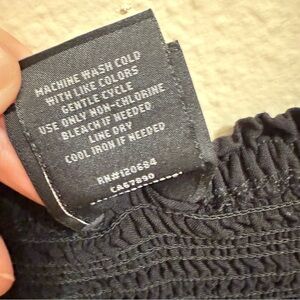 MACHINE WASH COLD
WITH LIKE COLORS
GENTLE CYCLE
USE ONLY NON-CHLORINE
BLEACH IF NEEDED
LINE DRY
COOL IRON IF NEEDED
RN#120684
CA57890